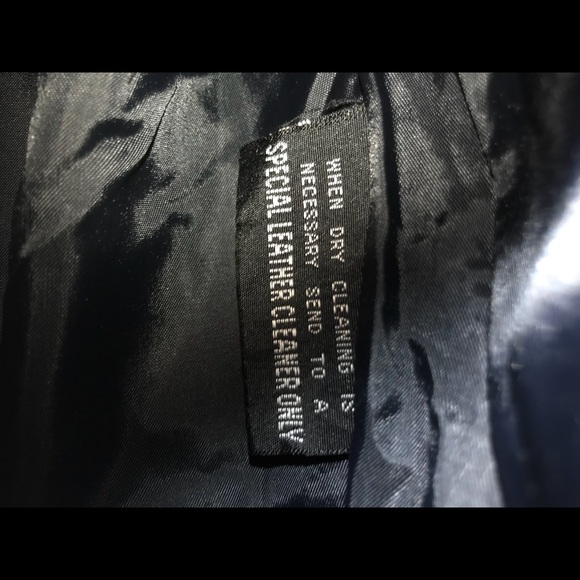 WHEN DRY CLEANING IS
NECESSARY SEND TO A
SPECIAL LEATHER CLEANER ONLY